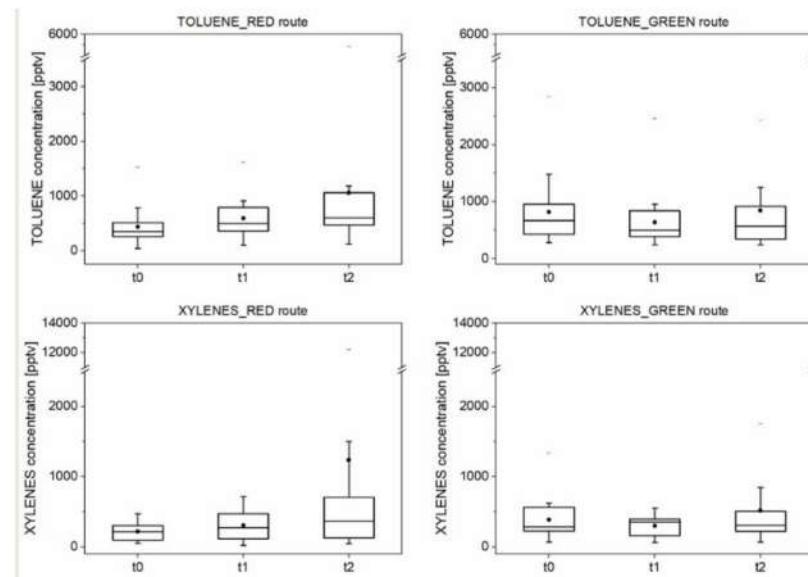 TOLUENE_RED route
TOLUENE concentration [pptv]
6000
3000
2000
1000
0
t0 t1 t2
TOLUENE_GREEN route
TOLUENE concentration [pptv]
6000
3000
2000
1000
0
t0 t1 t2
XYLENES_RED route
XYLENES concentration [pptv]
14000
12000
2000
1000
0
t0 t1 t2
XYLENES_GREEN route
XYLENES concentration [pptv]
14000
12000
2000
1000
0
t0 t1 t2